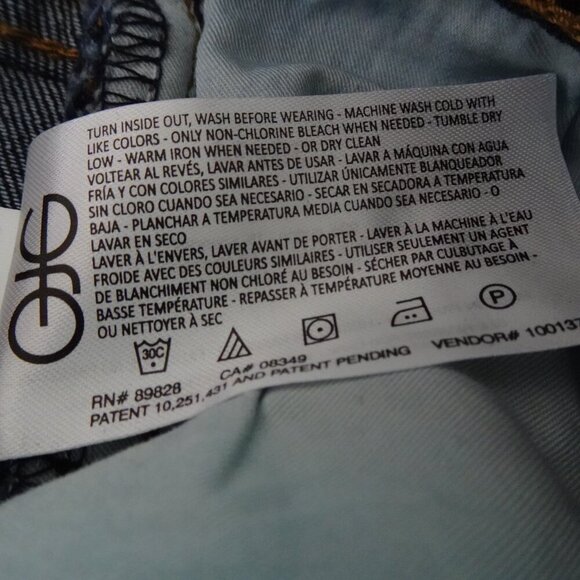 TURN INSIDE OUT, WASH BEFORE WEARING - MACHINE WASH COLD WITH
LIKE COLORS - ONLY NON-CHLORINE BLEACH WHEN NEEDED - TUMBLE DRY
LOW - WARM IRON WHEN NEEDED - OR DRY CLEAN
VOLTEAR AL REVÉS, LAVAR ANTES DE USAR - LAVAR A MÁQUINA CON AGUA
FRÍA Y CON COLORES SIMILARES - UTILIZAR ÚNICAMENTE BLANQUEADOR
SIN CLORO CUANDO SEA NECESARIO - SECAR EN SECADORA A TEMPERATURA
BAJA - PLANCHAR A TEMPERATURA MEDIA CUANDO SEA NECESARIO - O
LAVAR EN SECO
LAVER À L'ENVERS, LAVER AVANT DE PORTER - LAVER À LA MACHINE À L'EAU
FROIDE AVEC DES COULEURS SIMILAIRES - UTILISER SEULEMENT UN AGENT
DE BLANCHIMENT NON CHLORÉ AU BESOIN - SÉCHER PAR CULBUTAGE À
BASSE TEMPÉRATURE - REPASSER À TEMPÉRATURE MOYENNE AU BESOIN -
OU NETTOYER À SEC
30C P
RN# 89828 CA# 08349 VENDOR# 100137
PATENT 10,251,431 AND PATENT PENDING